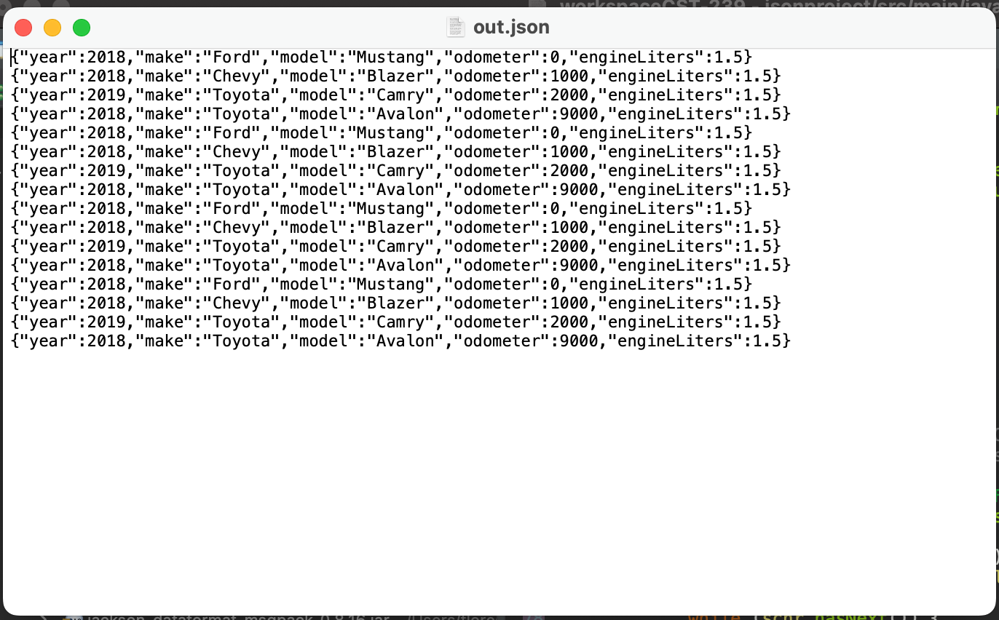 workspaceCST-239 - jsonproject/src/main/java
out.json
{"year":2018,"make":"Ford","model":"Mustang","odometer":0,"engineLiters":1.5}
{"year":2018,"make":"Chevy","model":"Blazer","odometer":1000,"engineLiters":1.5}
{"year":2019,"make":"Toyota","model":"Camry","odometer":2000,"engineLiters":1.5}
{"year":2018,"make":"Toyota","model":"Avalon","odometer":9000,"engineLiters":1.5}
{"year":2018,"make":"Ford","model":"Mustang","odometer":0,"engineLiters":1.5}
{"year":2018,"make":"Chevy","model":"Blazer","odometer":1000,"engineLiters":1.5}
{"year":2019,"make":"Toyota","model":"Camry","odometer":2000,"engineLiters":1.5}
{"year":2018,"make":"Toyota","model":"Avalon","odometer":9000,"engineLiters":1.5}
{"year":2018,"make":"Ford","model":"Mustang","odometer":0,"engineLiters":1.5}
{"year":2018,"make":"Chevy","model":"Blazer","odometer":1000,"engineLiters":1.5}
{"year":2019,"make":"Toyota","model":"Camry","odometer":2000,"engineLiters":1.5}
{"year":2018,"make":"Toyota","model":"Avalon","odometer":9000,"engineLiters":1.5}
{"year":2018,"make":"Ford","model":"Mustang","odometer":0,"engineLiters":1.5}
{"year":2018,"make":"Chevy","model":"Blazer","odometer":1000,"engineLiters":1.5}
{"year":2019,"make":"Toyota","model":"Camry","odometer":2000,"engineLiters":1.5}
{"year":2018,"make":"Toyota","model":"Avalon","odometer":9000,"engineLiters":1.5}